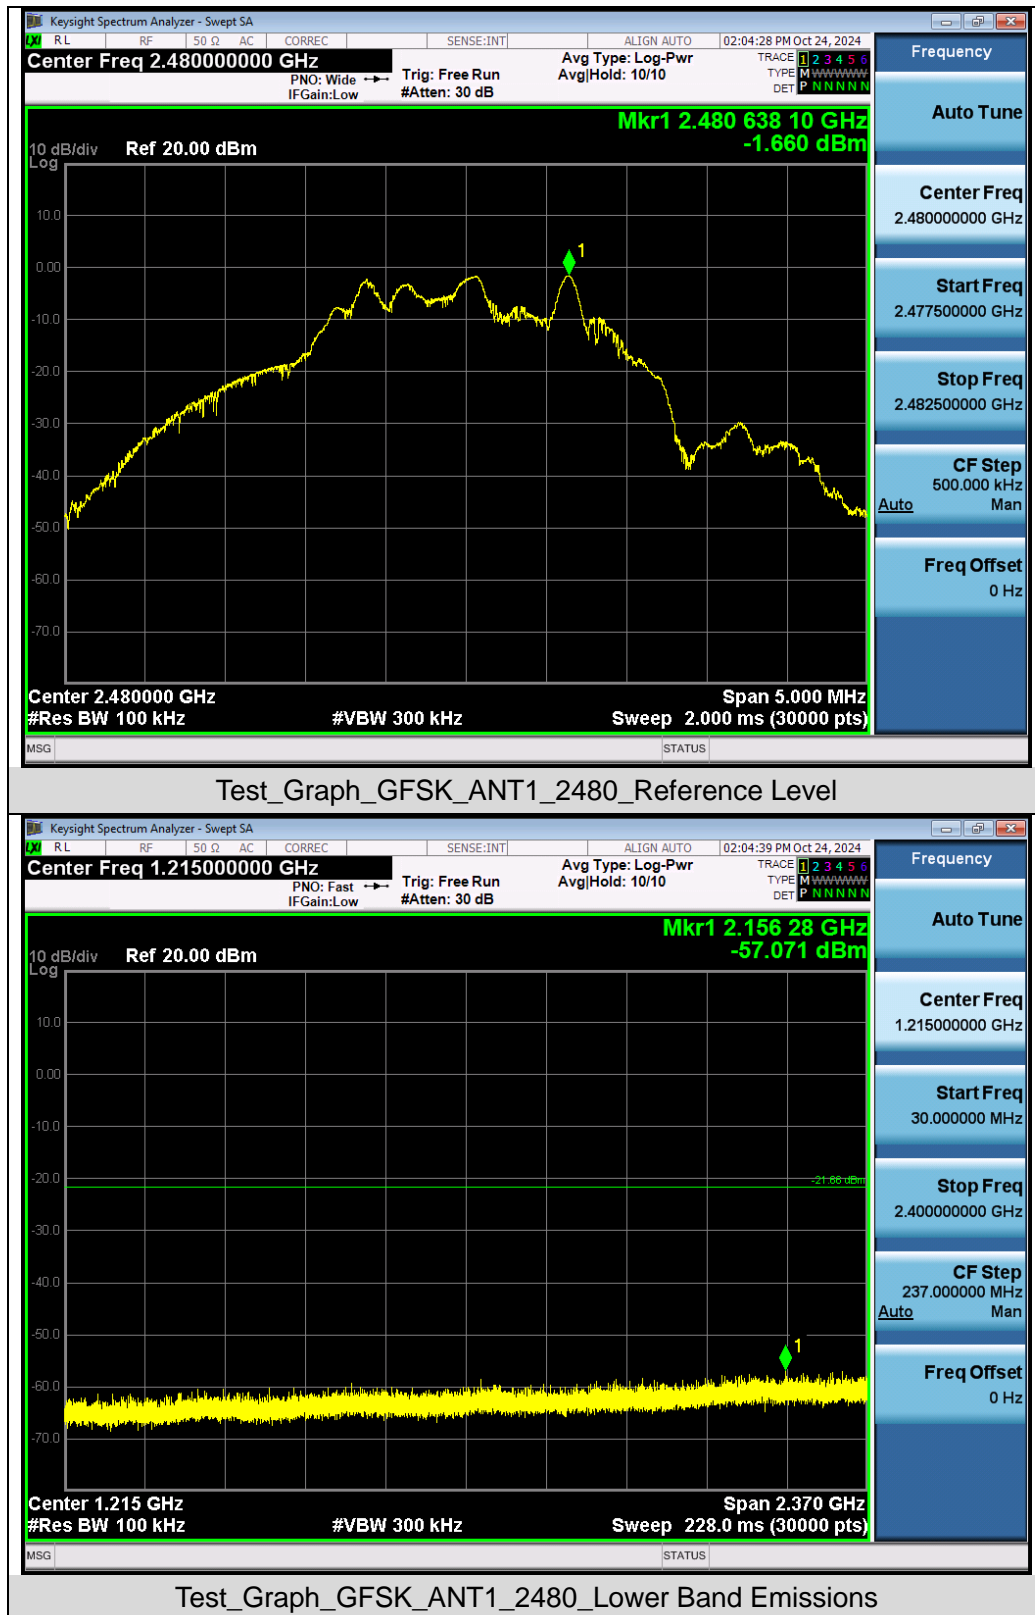 Keysight Spectrum Analyzer - Swept SA
LXI RL RF 50 Ω AC CORREC SENSE:INT ALIGN AUTO 02:04:28 PM Oct 24, 2024
Center Freq 2.480000000 GHz
PNO: Wide
IFGain:Low
Trig: Free Run
#Atten: 30 dB
Avg Type: Log-Pwr
Avg|Hold: 10/10
TRACE 1 2 3 4 5 6
TYPE M WWWWW
DET P N N N N N
Frequency
Mkr1 2.480 638 10 GHz
-1.660 dBm
10 dB/div Ref 20.00 dBm
Log
10.0
0.00
-10.0
-20.0
-30.0
-40.0
-50.0
-60.0
-70.0
1
Center 2.480000 GHz Span 5.000 MHz
#Res BW 100 kHz #VBW 300 kHz Sweep 2.000 ms (30000 pts)
MSG STATUS
Auto Tune
Center Freq
2.480000000 GHz
Start Freq
2.477500000 GHz
Stop Freq
2.482500000 GHz
CF Step
500.000 kHz
Auto Man
Freq Offset
0 Hz
Test_Graph_GFSK_ANT1_2480_Reference Level
Keysight Spectrum Analyzer - Swept SA
LXI RL RF 50 Ω AC CORREC SENSE:INT ALIGN AUTO 02:04:39 PM Oct 24, 2024
Center Freq 1.215000000 GHz
PNO: Fast
IFGain:Low
Trig: Free Run
#Atten: 30 dB
Avg Type: Log-Pwr
Avg|Hold: 10/10
TRACE 1 2 3 4 5 6
TYPE M WWWWW
DET P N N N N N
Frequency
Mkr1 2.156 28 GHz
-57.071 dBm
10 dB/div Ref 20.00 dBm
Log
10.0
0.00
-10.0
-20.0
-21.66 dBm
-30.0
-40.0
-50.0
-60.0
-70.0
1
Center 1.215 GHz Span 2.370 GHz
#Res BW 100 kHz #VBW 300 kHz Sweep 228.0 ms (30000 pts)
MSG STATUS
Auto Tune
Center Freq
1.215000000 GHz
Start Freq
30.000000 MHz
Stop Freq
2.400000000 GHz
CF Step
237.000000 MHz
Auto Man
Freq Offset
0 Hz
Test_Graph_GFSK_ANT1_2480_Lower Band Emissions